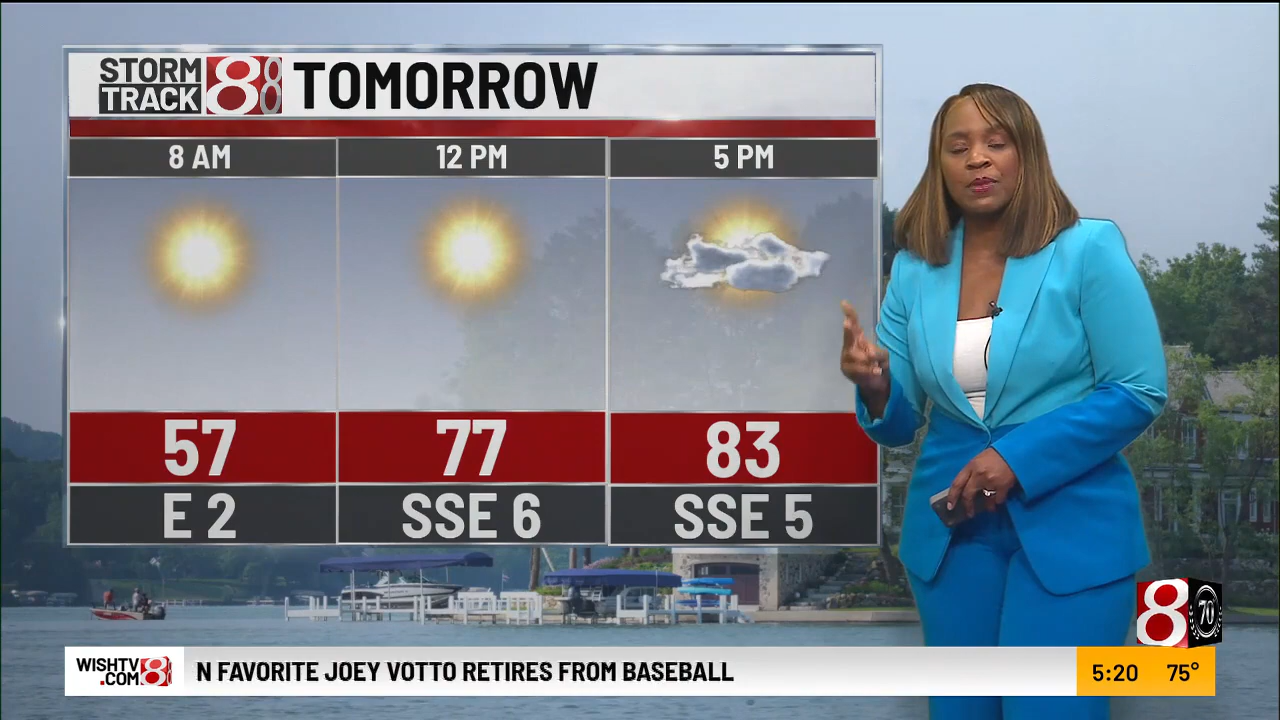 STORM
TRACK 8 8 TOMORROW
8 AM 12 PM 5 PM
57 77 83
E 2 SSE 6 SSE 5
8 70
WISHTV
.COM 8
N FAVORITE JOEY VOTTO RETIRES FROM BASEBALL
5:20 75°